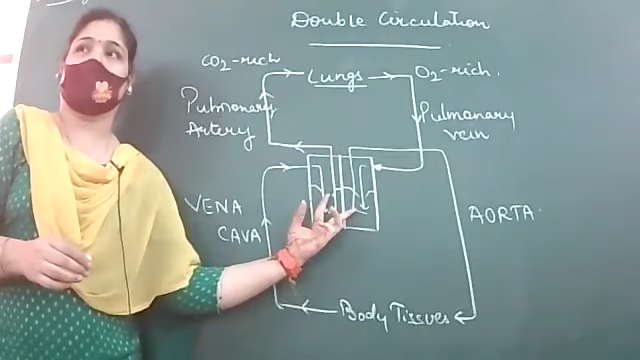 Double Circulation
CO2-rich
Lungs
O2-rich.
Pulmonary
Artery
Pulmonary
vein
VENA
CAVA
AORTA
Body Tissues